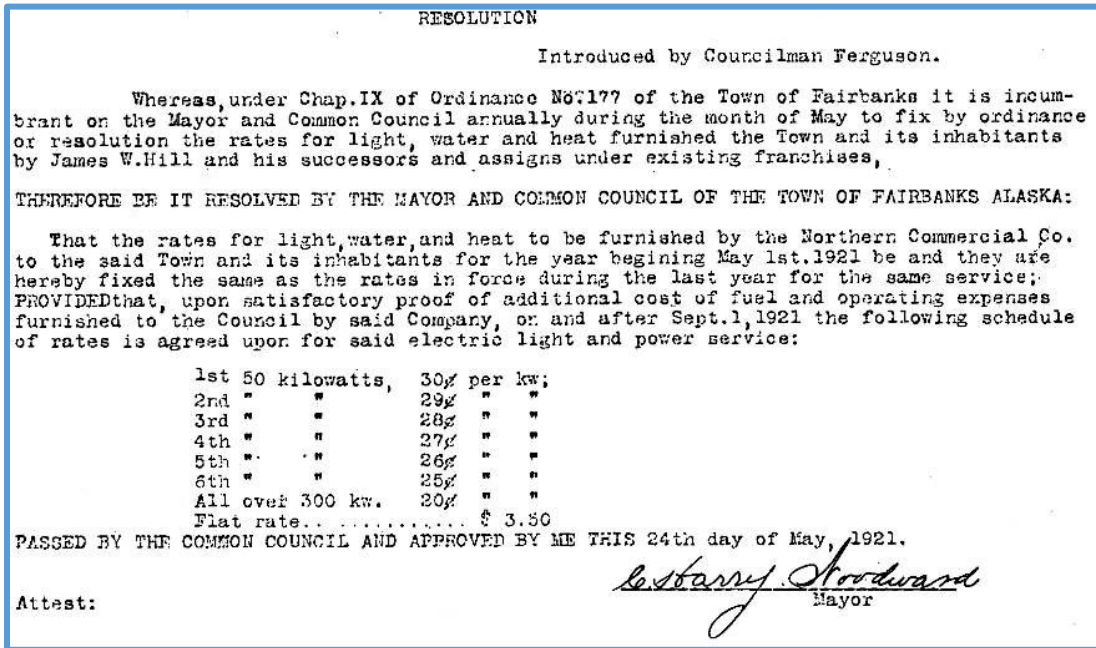 RESOLUTION
Introduced by Councilman Ferguson.
Whereas,under Chap.IX of Ordinance No.177 of the Town of Fairbanks it is incum-
brant on the Mayor and Common Council annually during the month of May to fix by ordinance
or resolution the rates for light, water and heat furnished the Town and its inhabitants
by James W.Hill and his successors and assigns under existing franchises,
THEREFORE BE IT RESOLVED BY THE MAYOR AND COMMON COUNCIL OF THE TOWN OF FAIRBANKS ALASKA:
That the rates for light,water,and heat to be furnished by the Northern Commercial Co.
to the said Town and its inhabitants for the year begining May 1st.1921 be and they are
hereby fixed the same as the rates in force during the last year for the same service;
PROVIDEDthat, upon satisfactory proof of additional cost of fuel and operating expenses
furnished to the Council by said Company, on and after Sept.1,1921 the following schedule
of rates is agreed upon for said electric light and power service:
1st 50 kilowatts, 30¢ per kw;
2nd " " 29¢ " "
3rd " " 28¢ " "
4th " " 27¢ " "
5th " " 26¢ " "
6th " " 25¢ " "
All over 300 kw. 20¢ " "
Flat rate.. ............ $ 3.50
PASSED BY THE COMMON COUNCIL AND APPROVED BY ME THIS 24th day of May, 1921.
C. Harry Woodward
Attest: Mayor